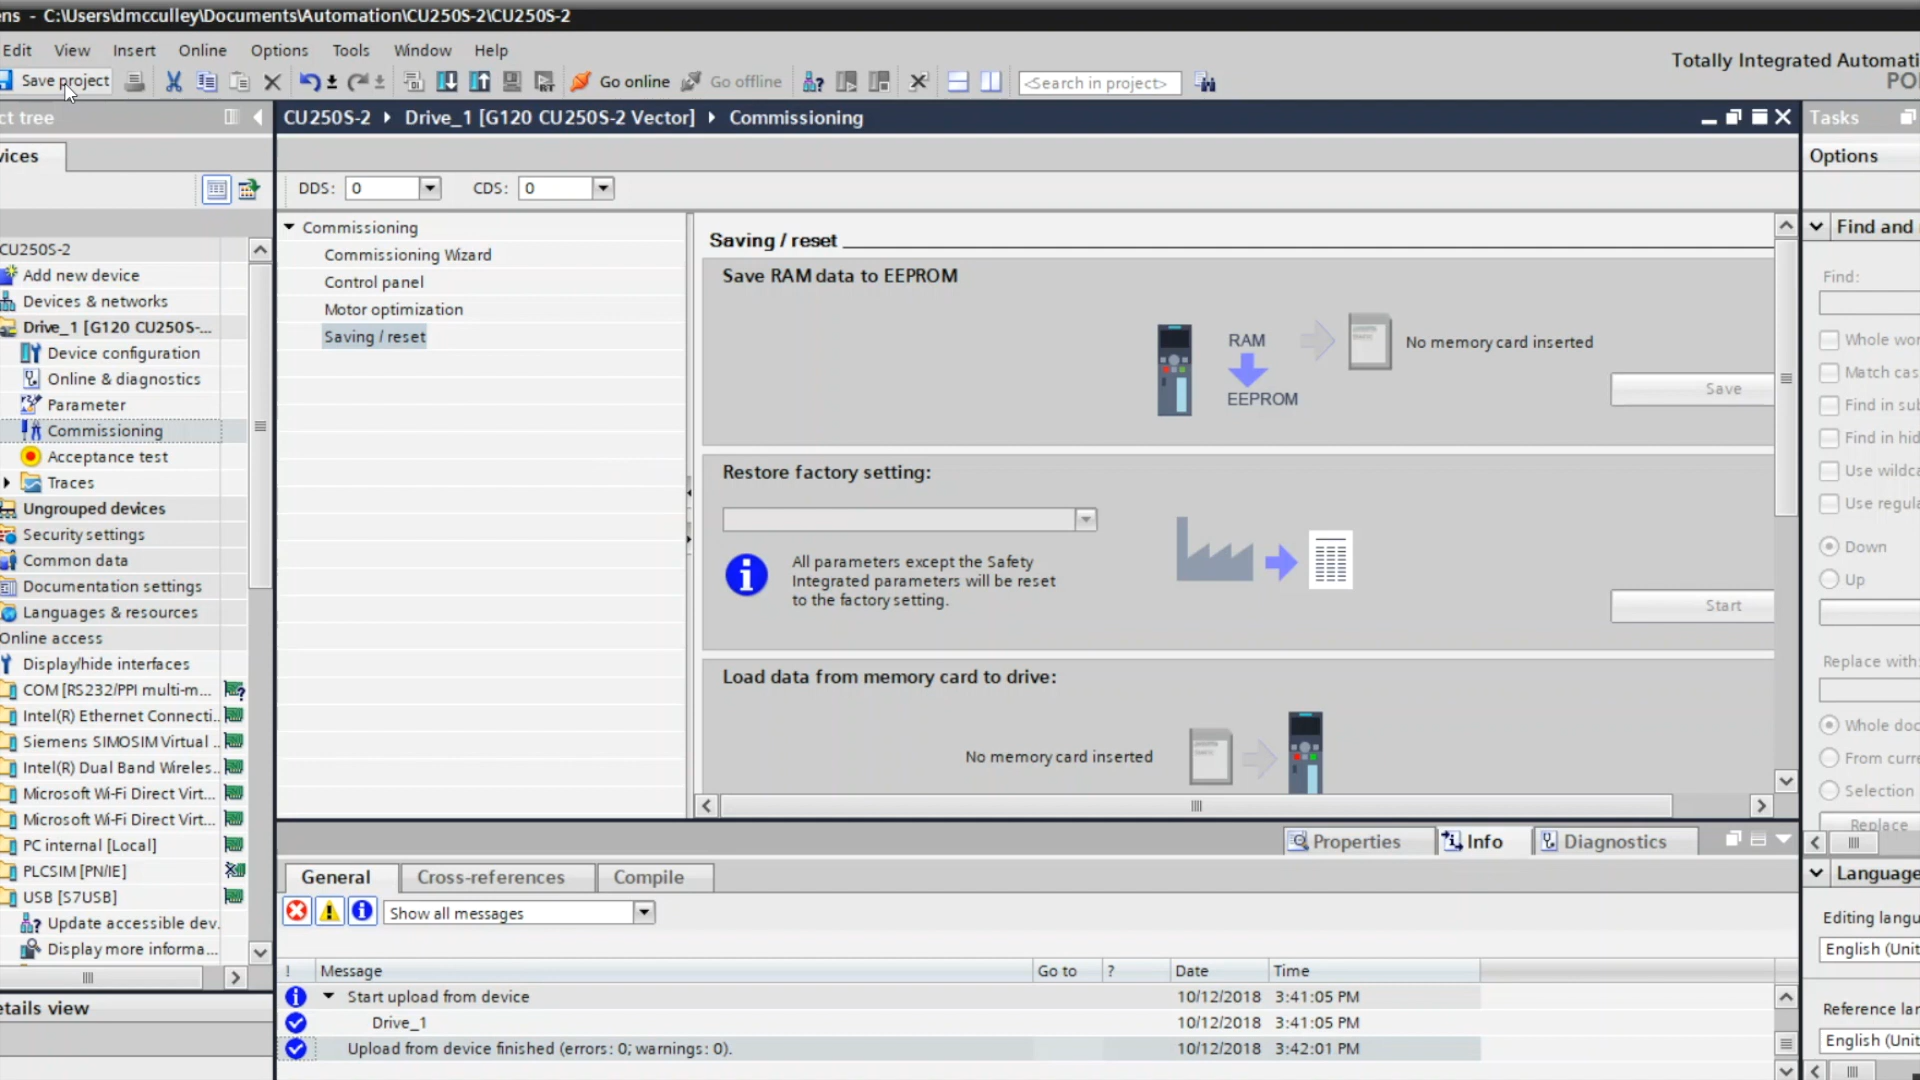 ens - C:\Users\dmcculley\Documents\Automation\CU250S-2\CU250S-2
Edit View Insert Online Options Tools Window Help
Totally Integrated Automati
PO
Save project
Go online
Go offline
<Search in project>
ct tree
CU250S-2 Drive_1 [G120 CU250S-2 Vector] Commissioning
Tasks
vices
Options
DDS: 0 CDS: 0
CU250S-2
Add new device
Devices & networks
Drive_1 [G120 CU250S-...
Device configuration
Online & diagnostics
Parameter
Commissioning
Acceptance test
Traces
Ungrouped devices
Security settings
Common data
Documentation settings
Languages & resources
Online access
Display/hide interfaces
COM [RS232/PPI multi-m...
Intel(R) Ethernet Connecti..
Siemens SIMOSIM Virtual ..
Intel(R) Dual Band Wireles..
Microsoft Wi-Fi Direct Virt...
Microsoft Wi-Fi Direct Virt...
PC internal [Local]
PLCSIM [PN/IE]
USB [S7USB]
Update accessible dev.
Display more informa...
etails view
Commissioning
Commissioning Wizard
Control panel
Motor optimization
Saving / reset
Saving / reset
Save RAM data to EEPROM
RAM
EEPROM
No memory card inserted
Save
Restore factory setting:
All parameters except the Safety
Integrated parameters will be reset
to the factory setting.
Start
Load data from memory card to drive:
No memory card inserted
Find and
Find:
Whole wor
Match cas
Find in sub
Find in hid
Use wildca
Use regula
Down
Up
Replace with:
Whole doc
From curre
Selection
Replace
Language
Editing langu
English (Unit
Reference lan
English (Unit
Properties Info Diagnostics
General Cross-references Compile
Show all messages
! Message Go to ? Date Time
Start upload from device 10/12/2018 3:41:05 PM
Drive_1 10/12/2018 3:41:05 PM
Upload from device finished (errors: 0; warnings: 0). 10/12/2018 3:42:01 PM